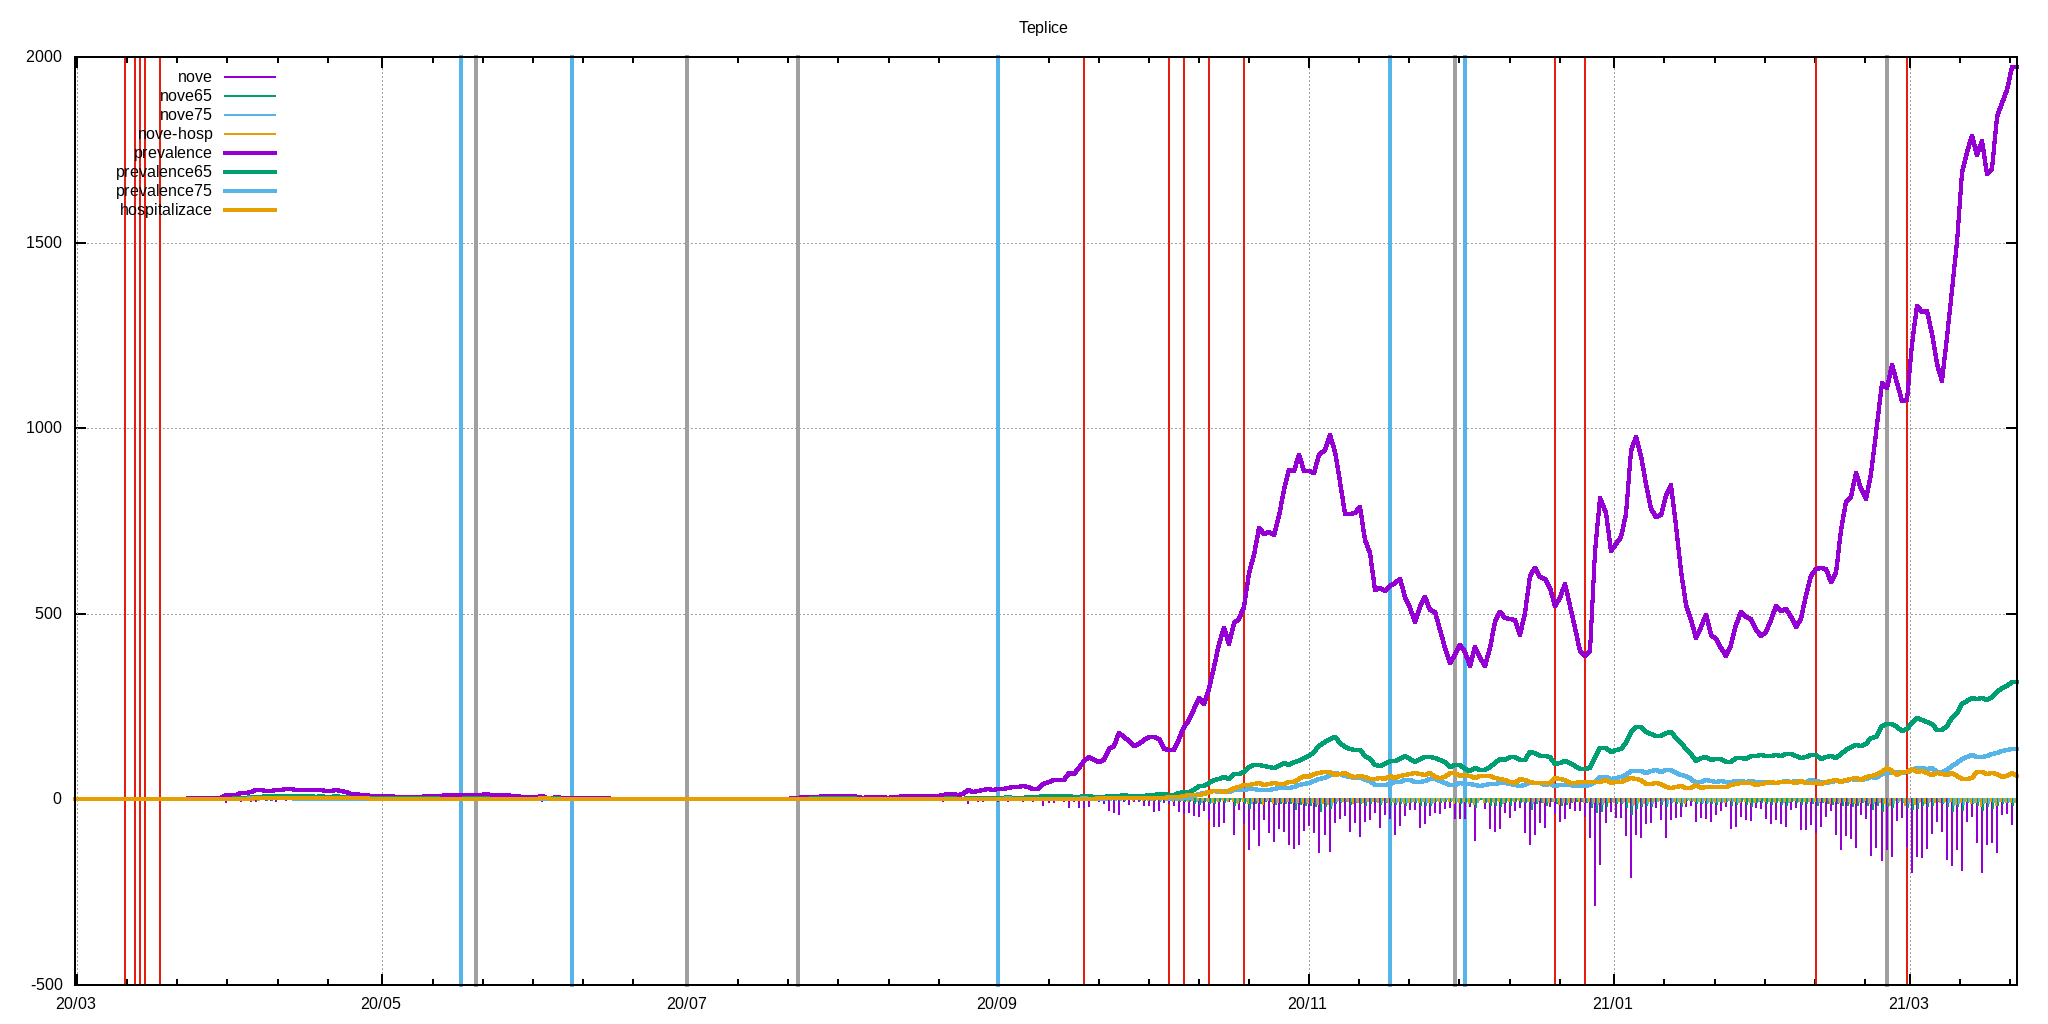 Teplice
2000
1500
1000
500
0
-500
nove
nove65
nove75
nove-hosp
prevalence
prevalence65
prevalence75
hospitalizace
20/03 20/05 20/07 20/09 20/11 21/01 21/03